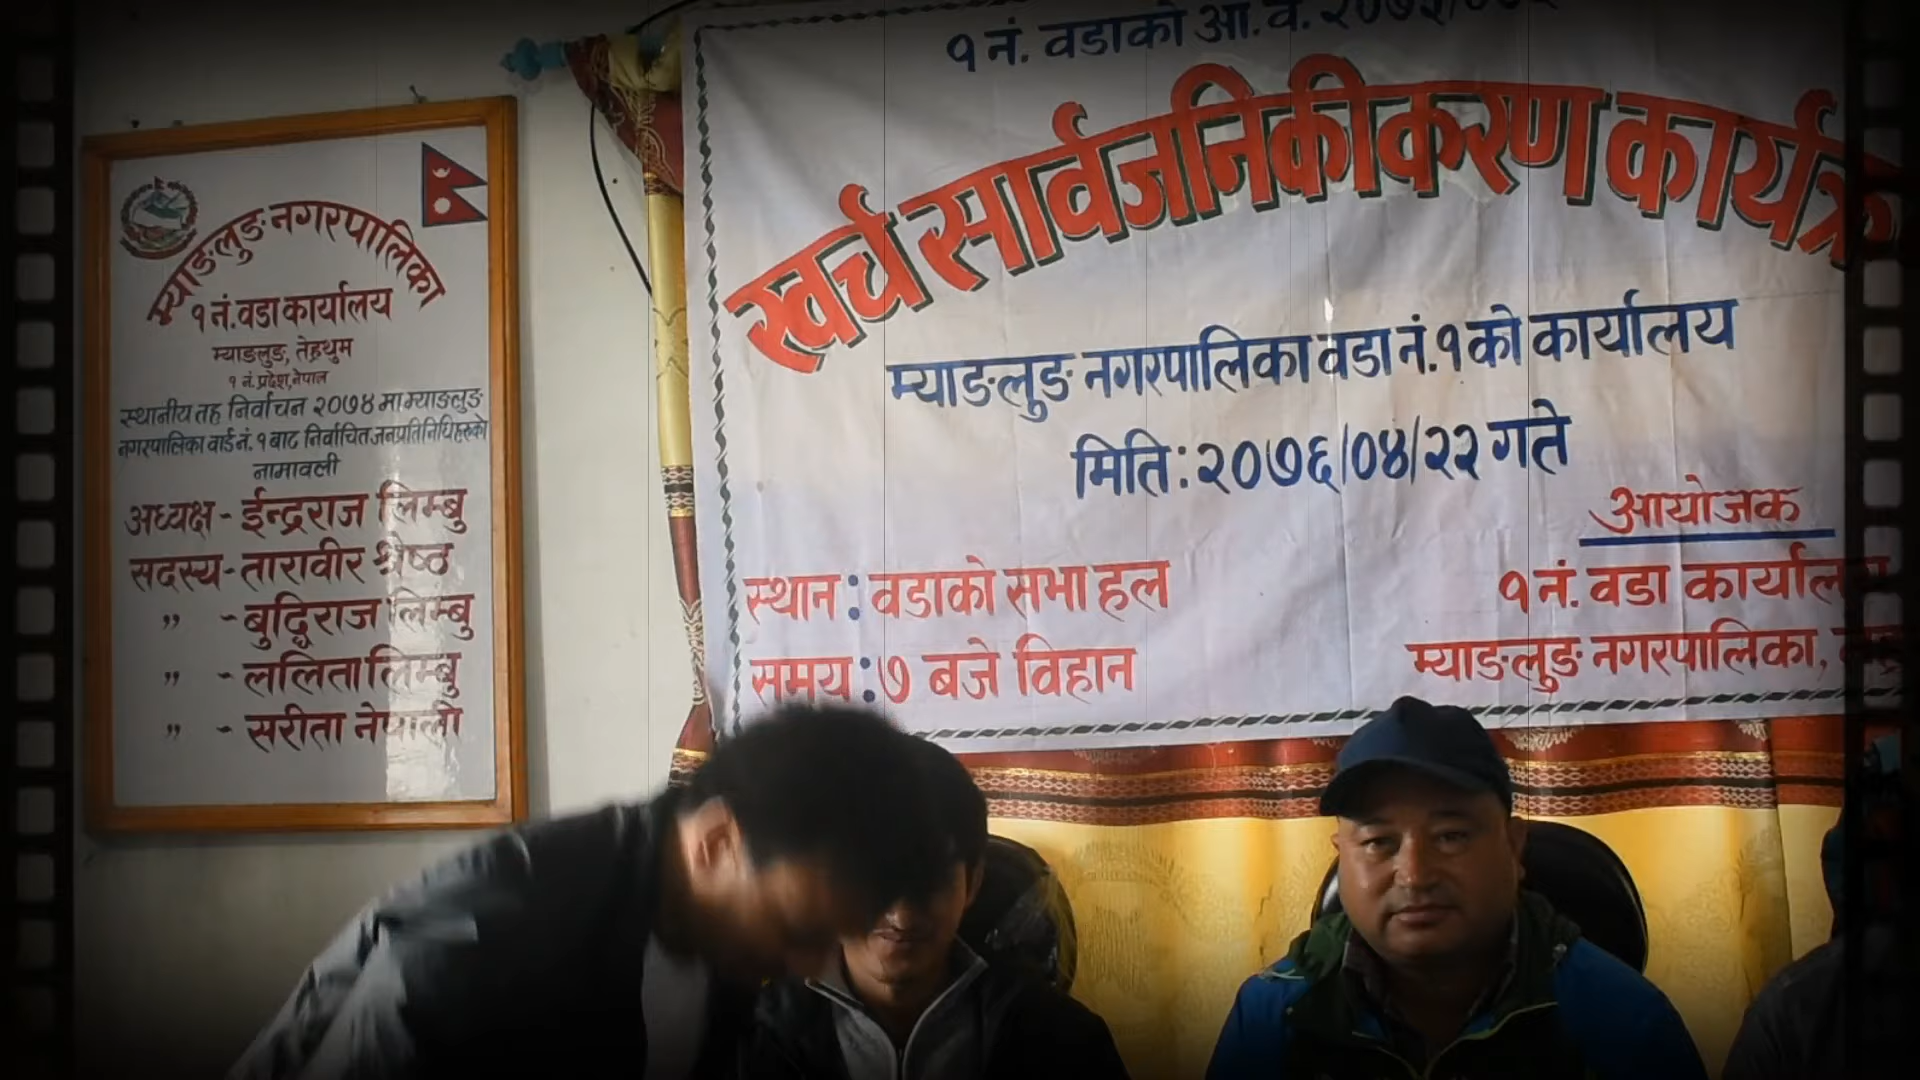 म्याङलुङ नगरपालिका
१ नं. वडा कार्यालय
म्याङलुङ, तेह्रथुम
१ नं. प्रदेश, नेपाल
स्थानीय तह निर्वाचन २०७४ मा म्याङलुङ
नगरपालिका वार्ड नं. १ बाट निर्वाचित जनप्रतिनिधिहरुको
नामावली
अध्यक्ष - ईन्द्रराज लिम्बु
सदस्य - तारावीर श्रेष्ठ
" - बुद्धिराज लिम्बु
" - ललिता लिम्बु
" - सरीता नेपाली
१ नं. वडाको आ.व.
खर्च सार्वजनिकीकरण
म्याङलुङ नगरपालिका वडा नं. १ को कार्यालय
मिति : २०७६/०४/२२ गते
आयोजक
स्थान : वडाको सभा हल
समय : ७ बजे विहान
१ नं. वडा
म्याङलुङ नगरपालिका,